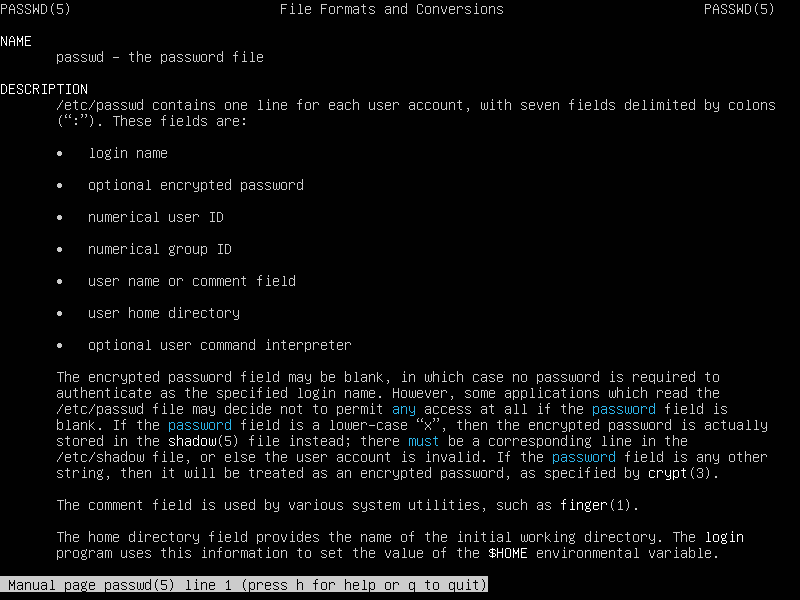 PASSWD(5) File Formats and Conversions PASSWD(5)
NAME
passwd – the password file
DESCRIPTION
/etc/passwd contains one line for each user account, with seven fields delimited by colons
(“:”). These fields are:
• login name
• optional encrypted password
• numerical user ID
• numerical group ID
• user name or comment field
• user home directory
• optional user command interpreter
The encrypted password field may be blank, in which case no password is required to
authenticate as the specified login name. However, some applications which read the
/etc/passwd file may decide not to permit any access at all if the password field is
blank. If the password field is a lower-case “x”, then the encrypted password is actually
stored in the shadow(5) file instead; there must be a corresponding line in the
/etc/shadow file, or else the user account is invalid. If the password field is any other
string, then it will be treated as an encrypted password, as specified by crypt(3).
The comment field is used by various system utilities, such as finger(1).
The home directory field provides the name of the initial working directory. The login
program uses this information to set the value of the $HOME environmental variable.
Manual page passwd(5) line 1 (press h for help or q to quit)